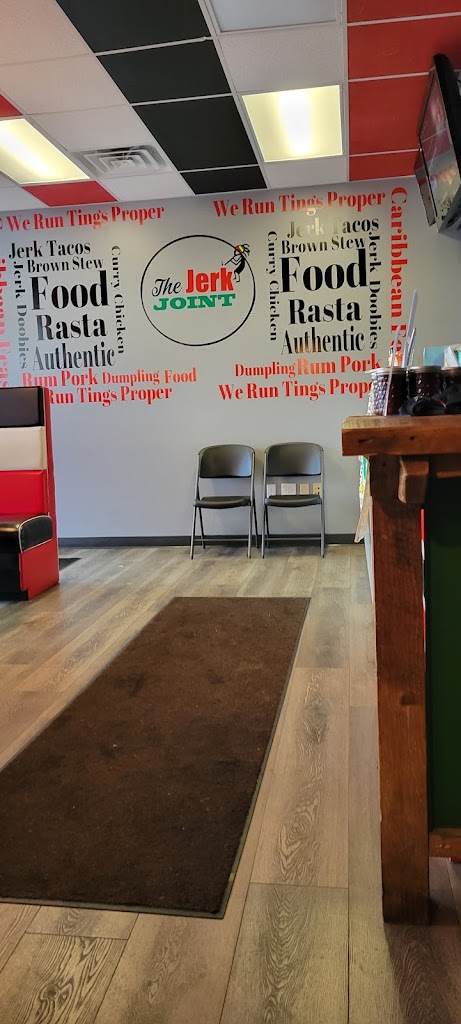 We Run Tings Proper
Jerk Tacos
Brown Stew
Jerk Doobies
Food
Curry Chicken
Rasta
Authentic
Rum Pork Dumpling Food
Run Tings Proper
The Jerk
JOINT
We Run Tings Proper
Jerk Tacos
Brown Stew
Curry Chicken
Food
Jerk Doobies
Rasta
Authentic
Dumpling Rum Pork
We Run Tings Proper
Caribbean